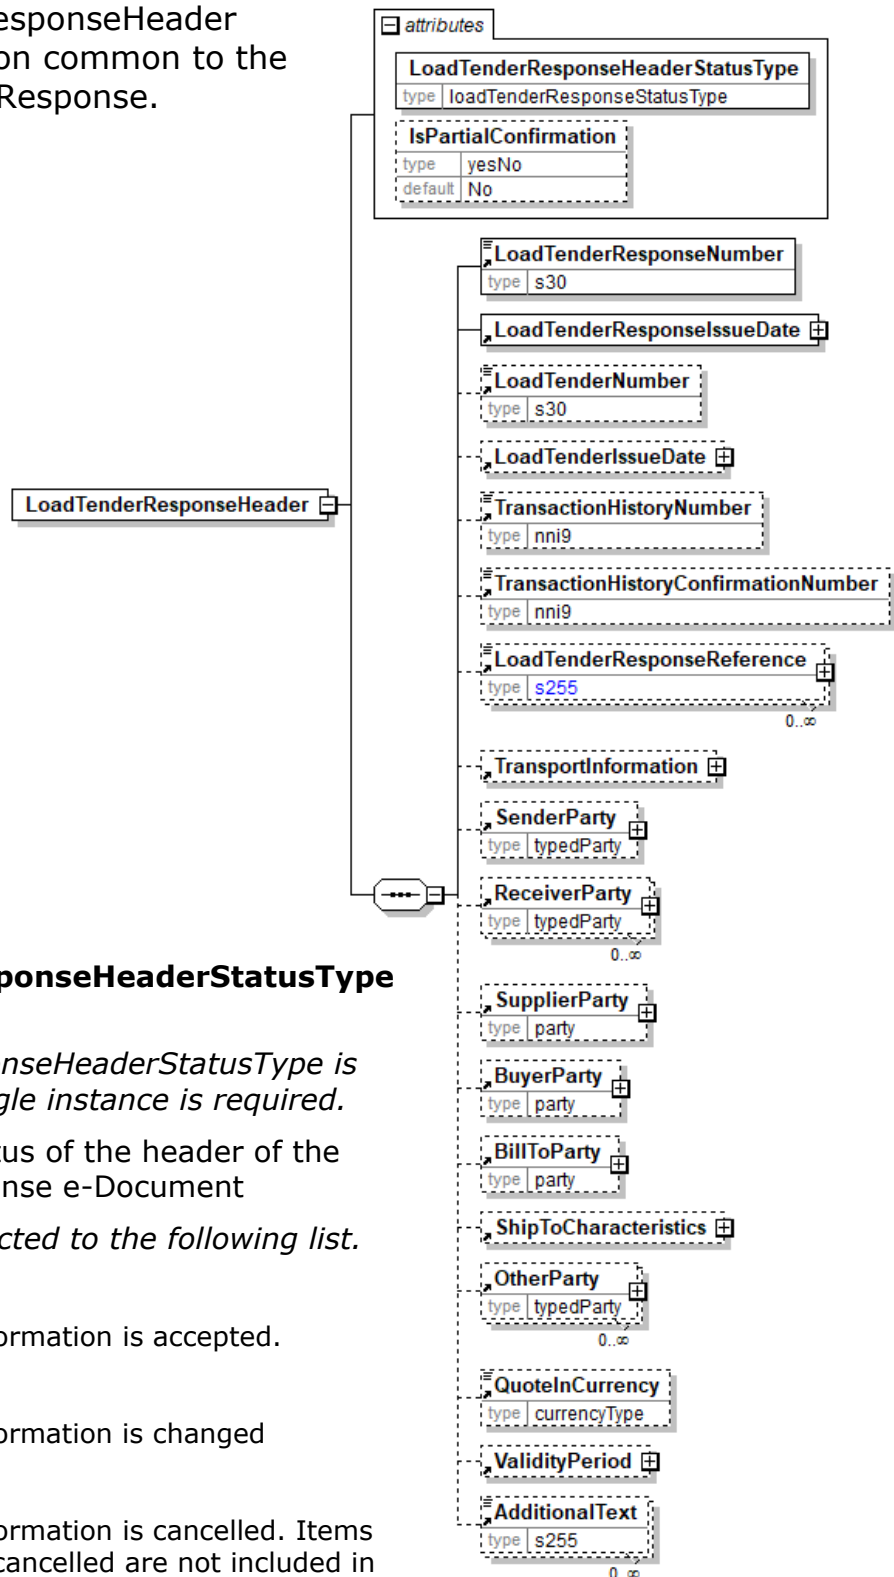 esponseHeader
on common to the
Response.
attributes
LoadTenderResponseHeaderStatusType
type loadTenderResponseStatusType
IsPartialConfirmation
type yesNo
default No
LoadTenderResponseNumber
type s30
LoadTenderResponseIssueDate
LoadTenderNumber
type s30
LoadTenderIssueDate
LoadTenderResponseHeader
TransactionHistoryNumber
type nni9
TransactionHistoryConfirmationNumber
type nni9
LoadTenderResponseReference
type s255
0..∞
TransportInformation
SenderParty
type typedParty
ReceiverParty
type typedParty
0..∞
ponseHeaderStatusType
SupplierParty
type party
onseHeaderStatusType is
gle instance is required.
BuyerParty
type party
tus of the header of the
onse e-Document
BillToParty
type party
cted to the following list.
ShipToCharacteristics
OtherParty
type typedParty
0..∞
ormation is accepted.
QuoteInCurrency
type currencyType
ormation is changed
ValidityPeriod
AdditionalText
type s255
0..∞
ormation is cancelled. Items
cancelled are not included in